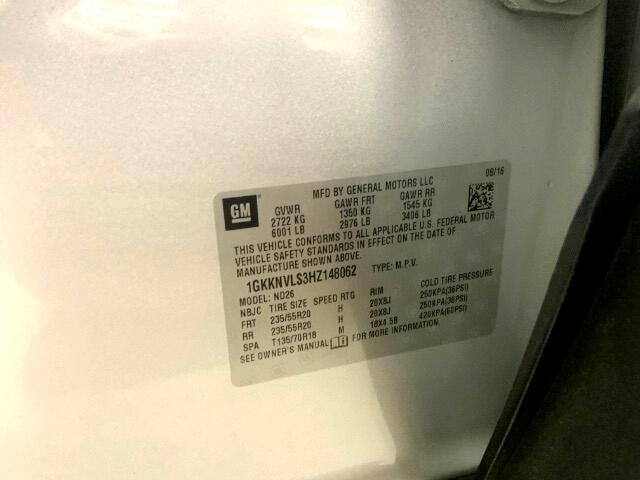 GM
MFD BY GENERAL MOTORS LLC 08/16
GVWR GAWR FRT GAWR RR
2722 KG 1350 KG 1545 KG
6001 LB 2976 LB 3406 LB
THIS VEHICLE CONFORMS TO ALL APPLICABLE U.S. FEDERAL MOTOR
VEHICLE SAFETY STANDARDS IN EFFECT ON THE DATE OF
MANUFACTURE SHOWN ABOVE.
1GKKNVLS3HZ148062 TYPE: M.P.V.
MODEL: ND26
NBJC TIRE SIZE SPEED RTG RIM COLD TIRE PRESSURE
FRT 235/55R20 H 20X8J 250KPA(36PSI)
RR 235/55R20 H 20X8J 250KPA(36PSI)
SPA T135/70R18 M 18X4.5B 420KPA(60PSI)
SEE OWNER'S MANUAL FOR MORE INFORMATION.